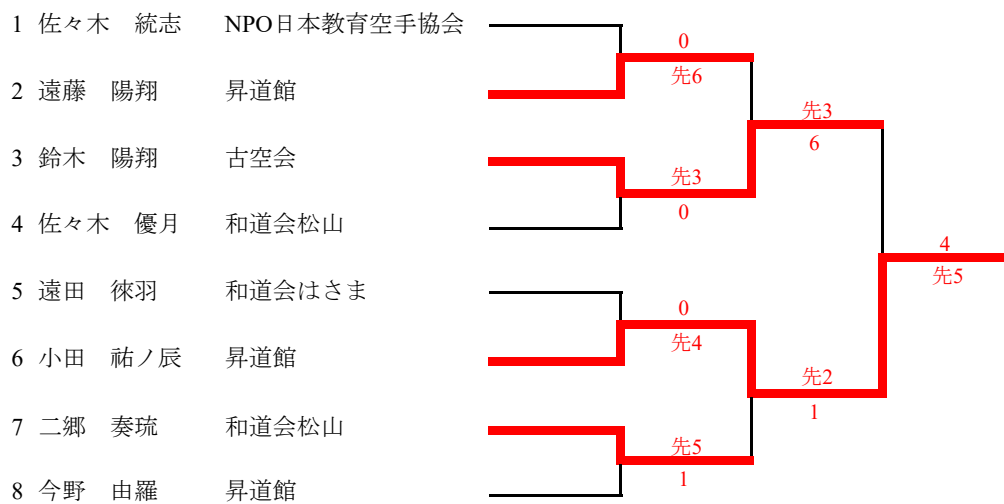 1 佐々木　統志 NPO日本教育空手協会
2 遠藤　陽翔 昇道館
3 鈴木　陽翔 古空会
4 佐々木　優月 和道会松山
5 遠田　徠羽 和道会はさま
6 小田　祐ノ辰 昇道館
7 二郷　奏琉 和道会松山
8 今野　由羅 昇道館
0
先6
先3
0
0
先4
先5
1
先3
6
先2
1
4
先5